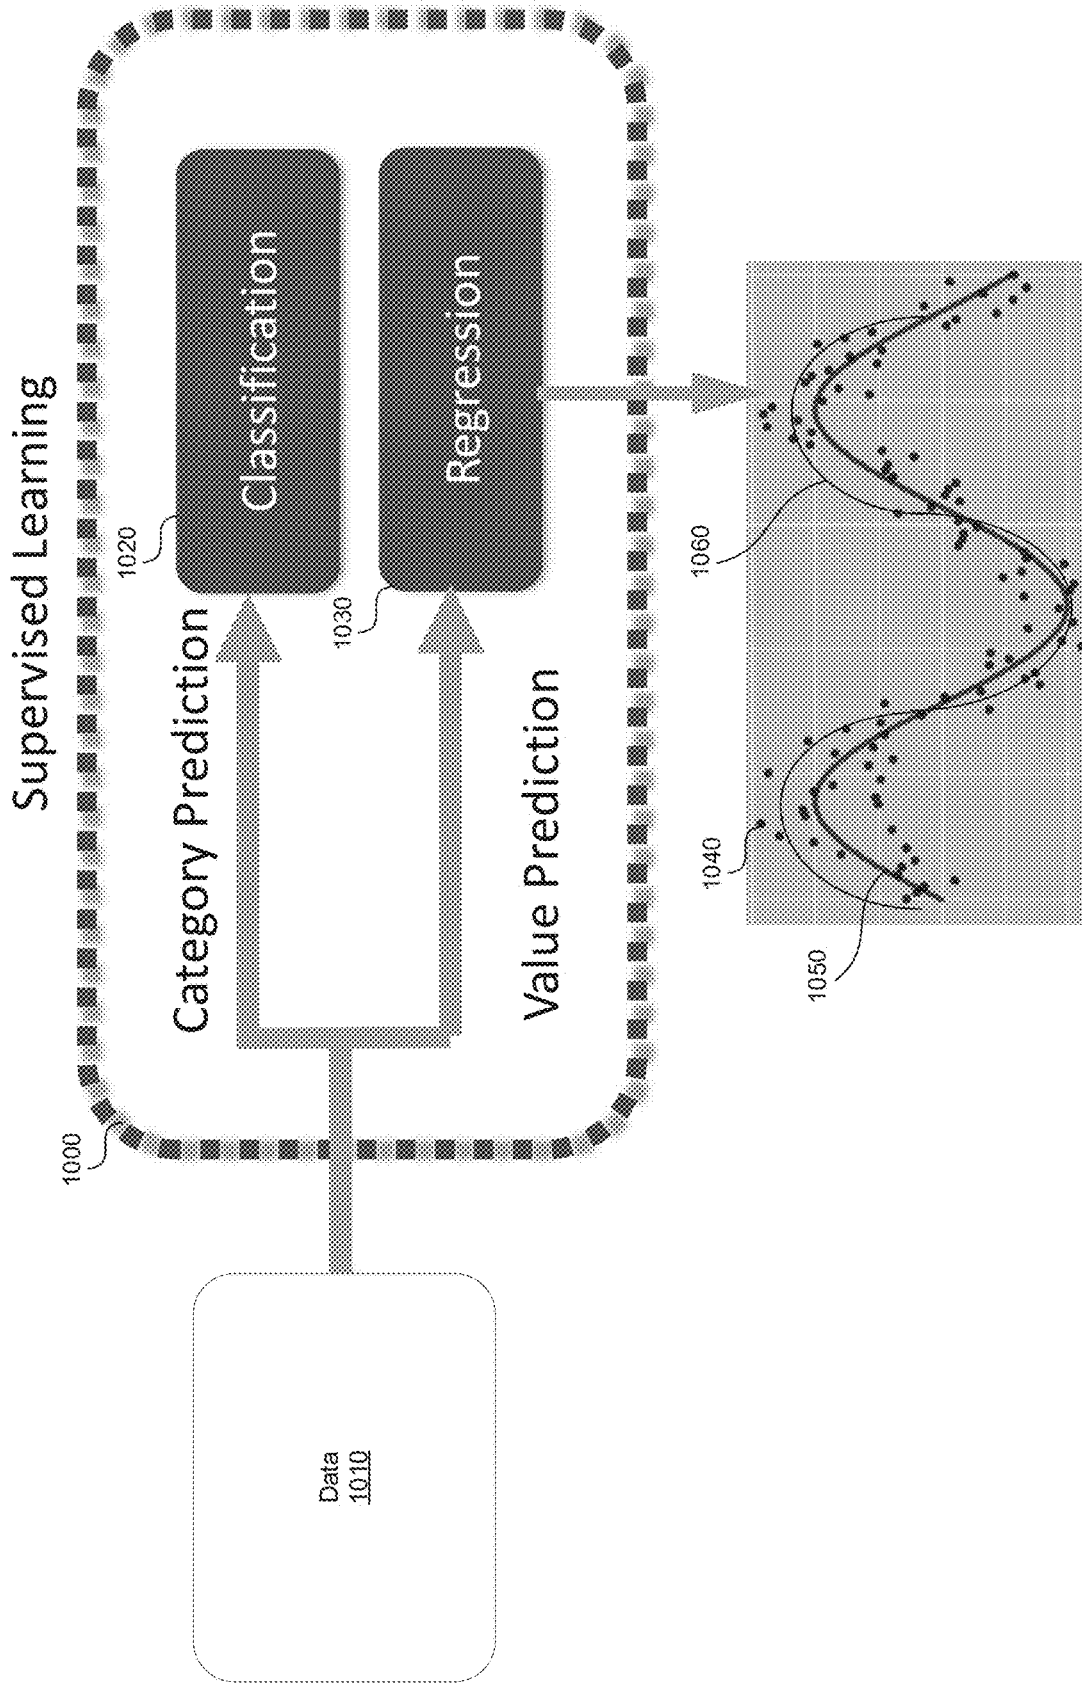 Supervised Learning
1000
Data
1010
Category Prediction
1020
Classification
Value Prediction
1030
Regression
1040
1050
1060